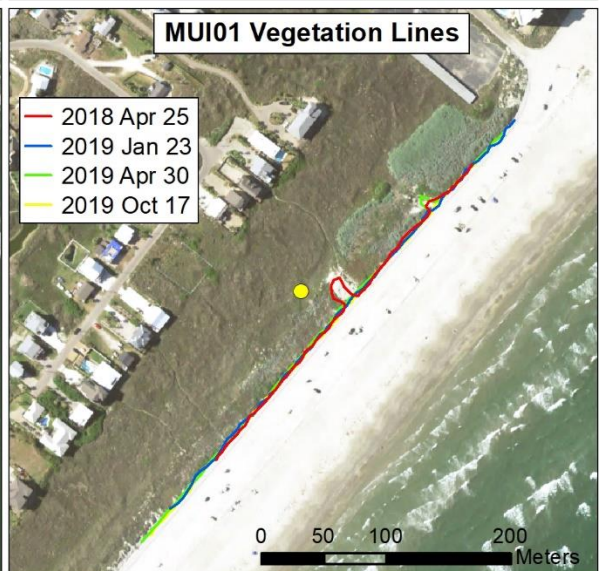 MUI01 Vegetation Lines
2018 Apr 25
2019 Jan 23
2019 Apr 30
2019 Oct 17
0 50 100 200
Meters